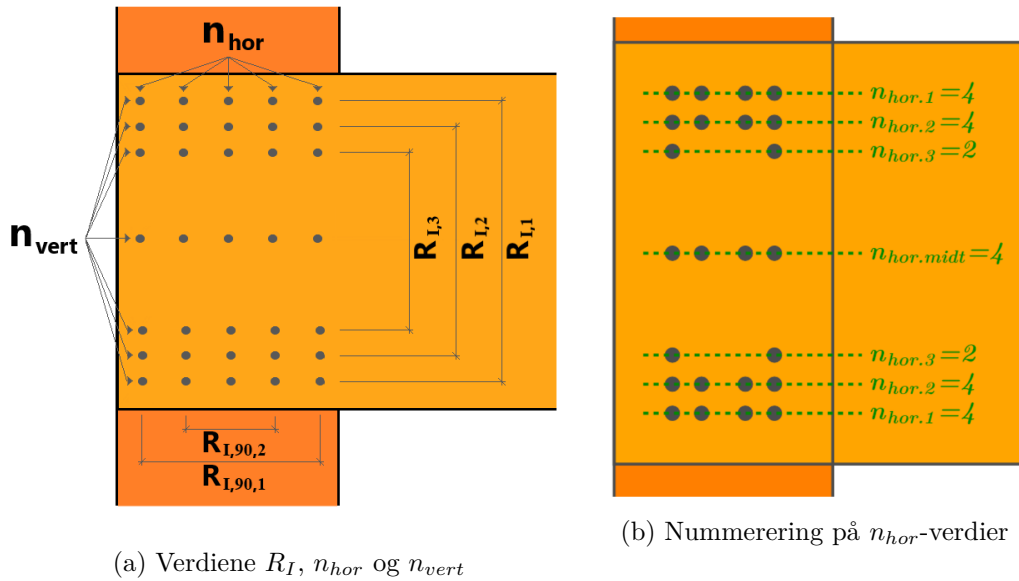 n_hor
n_vert
R_I,3
R_I,2
R_I,1
R_I,90,2
R_I,90,1
(a) Verdiene R_I, n_hor og n_vert
n_hor.1=4
n_hor.2=4
n_hor.3=2
n_hor.midt=4
n_hor.3=2
n_hor.2=4
n_hor.1=4
(b) Nummerering på n_hor-verdier